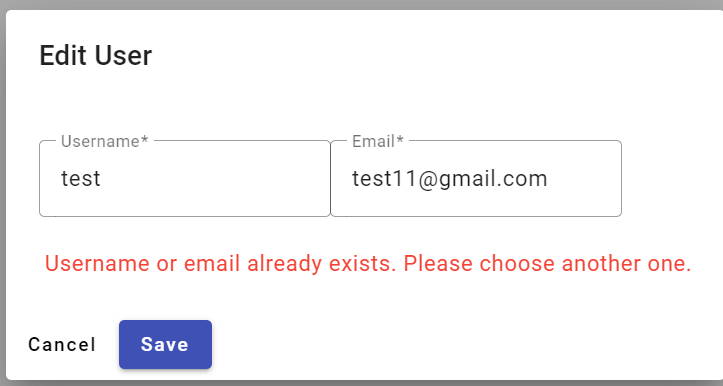 Edit User
Username* Email*
test test11@gmail.com
Username or email already exists. Please choose another one.
Cancel Save